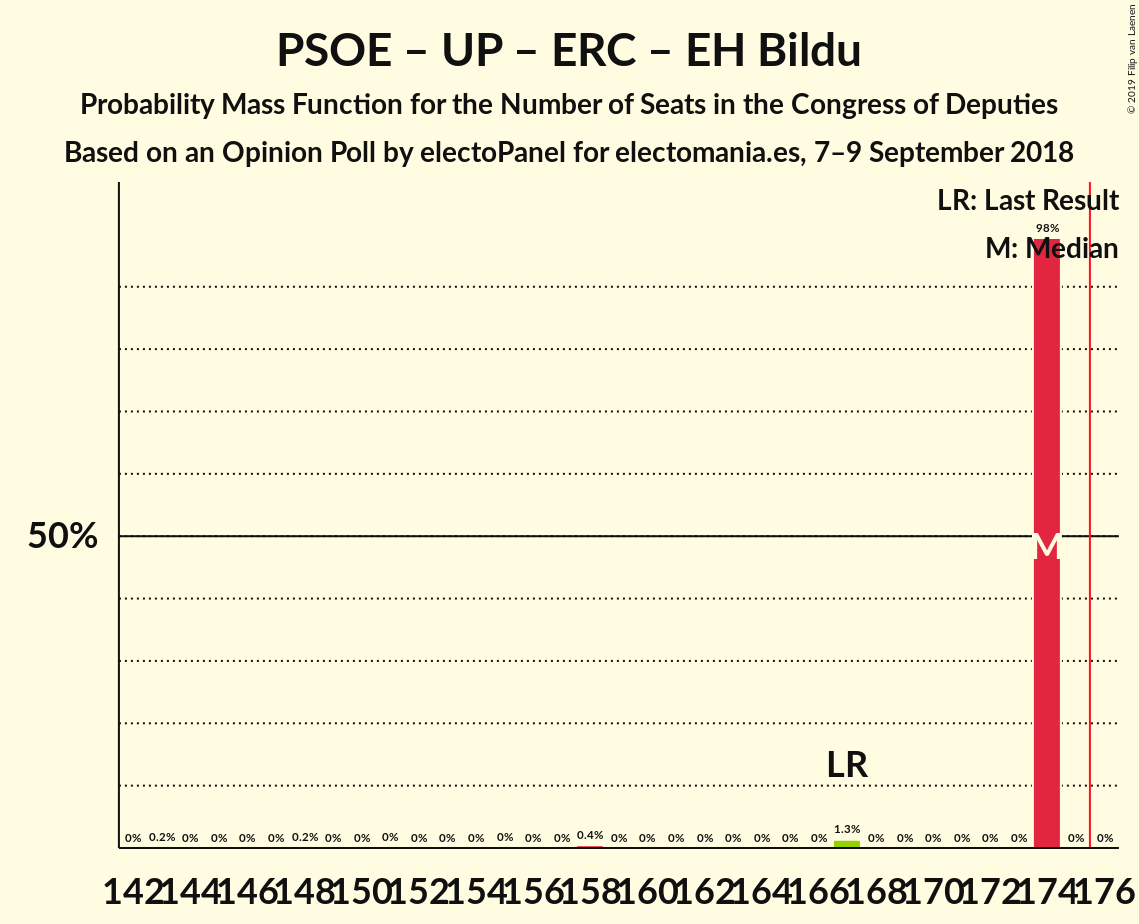 PSOE – UP – ERC – EH Bildu
Probability Mass Function for the Number of Seats in the Congress of Deputies
Based on an Opinion Poll by electoPanel for electomania.es, 7–9 September 2018
© 2019 Filip van Laenen
LR: Last Result
M: Median
98%
50%
M
LR
0% 0.2% 0% 0% 0% 0% 0.2% 0% 0% 0% 0% 0% 0% 0% 0% 0% 0.4% 0% 0% 0% 0% 0% 0% 0% 0% 1.3% 0% 0% 0% 0% 0% 0% 0% 0%
142 144 146 148 150 152 154 156 158 160 162 164 166 168 170 172 174 176